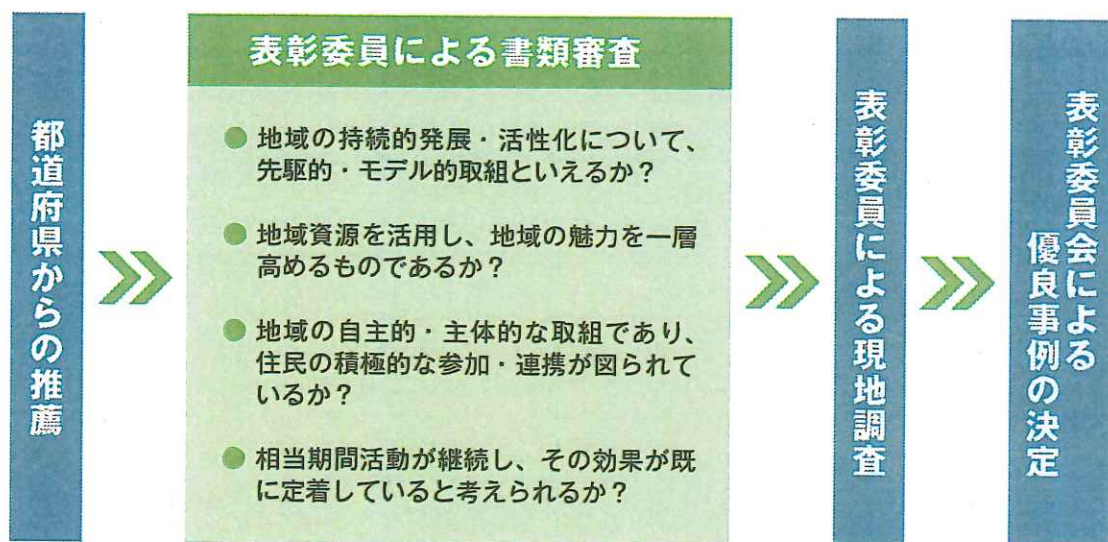 都道府県からの推薦
表彰委員による書類審査
● 地域の持続的発展・活性化について、
先駆的・モデル的取組といえるか？
● 地域資源を活用し、地域の魅力を一層
高めるものであるか？
● 地域の自主的・主体的な取組であり、
住民の積極的な参加・連携が図られて
いるか？
● 相当期間活動が継続し、その効果が既
に定着していると考えられるか？
表彰委員による現地調査
表彰委員会による
優良事例の決定